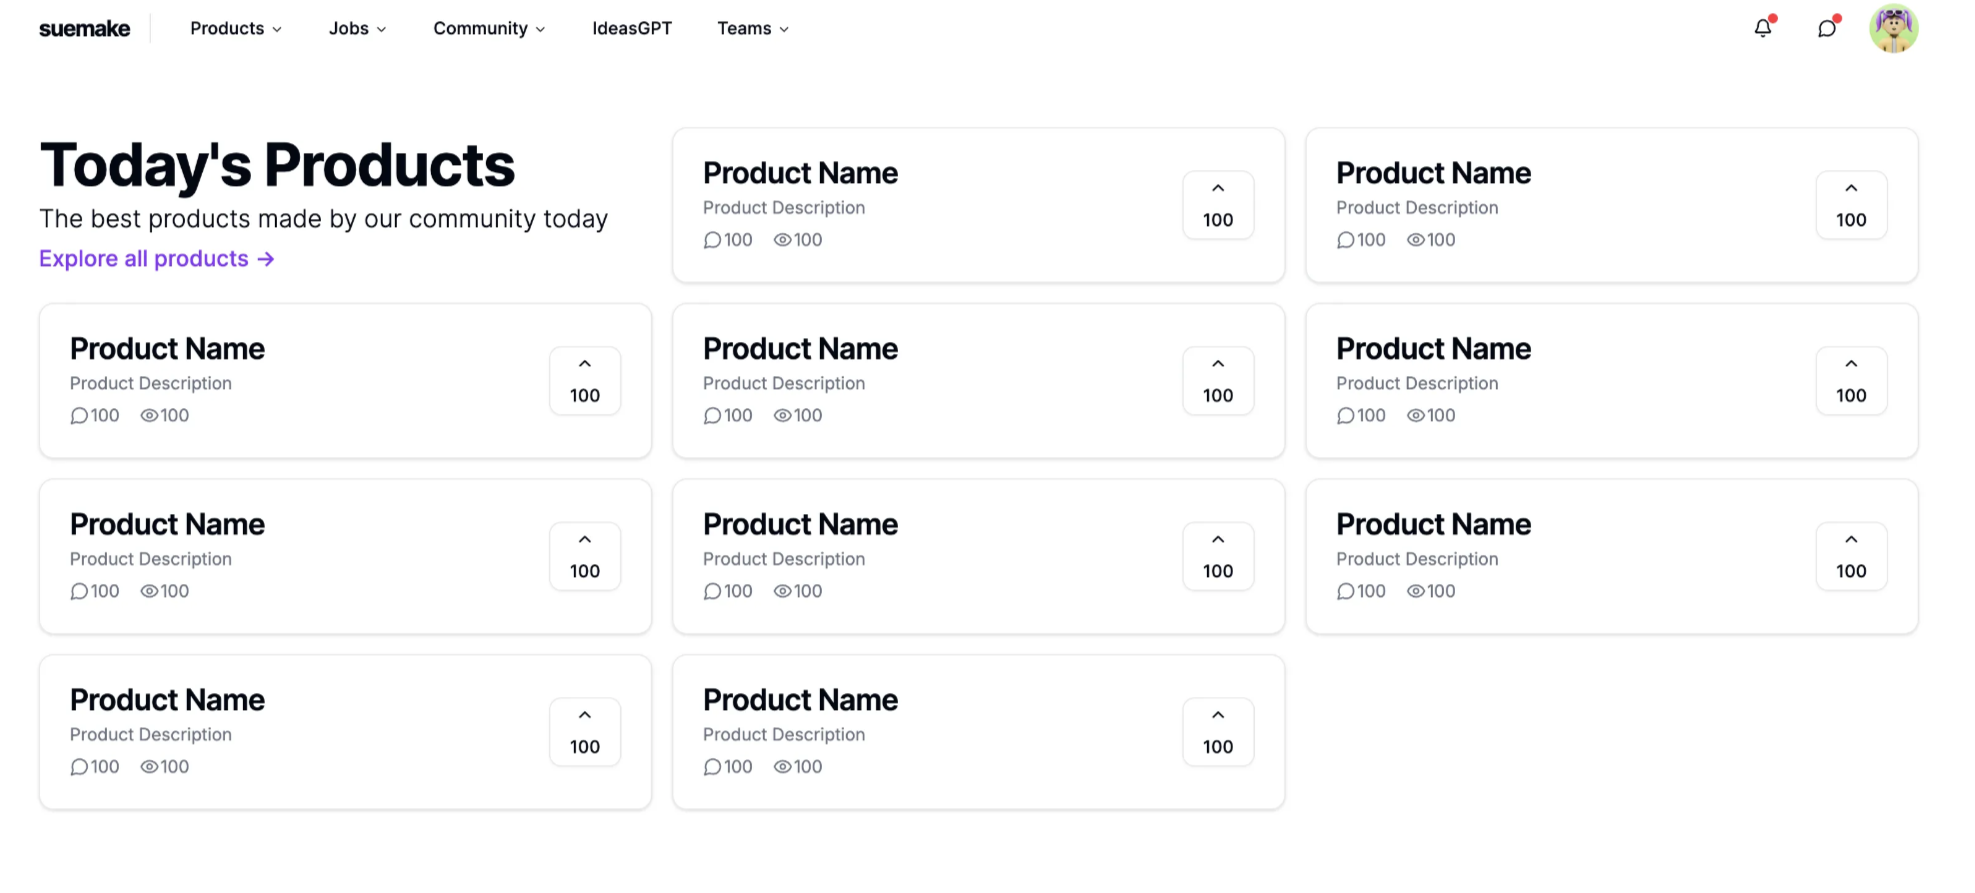 suemake Products Jobs Community IdeasGPT Teams
Today's Products
The best products made by our community today
Explore all products →
Product Name
Product Description
100 100
100
Product Name
Product Description
100 100
100
Product Name
Product Description
100 100
100
Product Name
Product Description
100 100
100
Product Name
Product Description
100 100
100
Product Name
Product Description
100 100
100
Product Name
Product Description
100 100
100
Product Name
Product Description
100 100
100
Product Name
Product Description
100 100
100
Product Name
Product Description
100 100
100